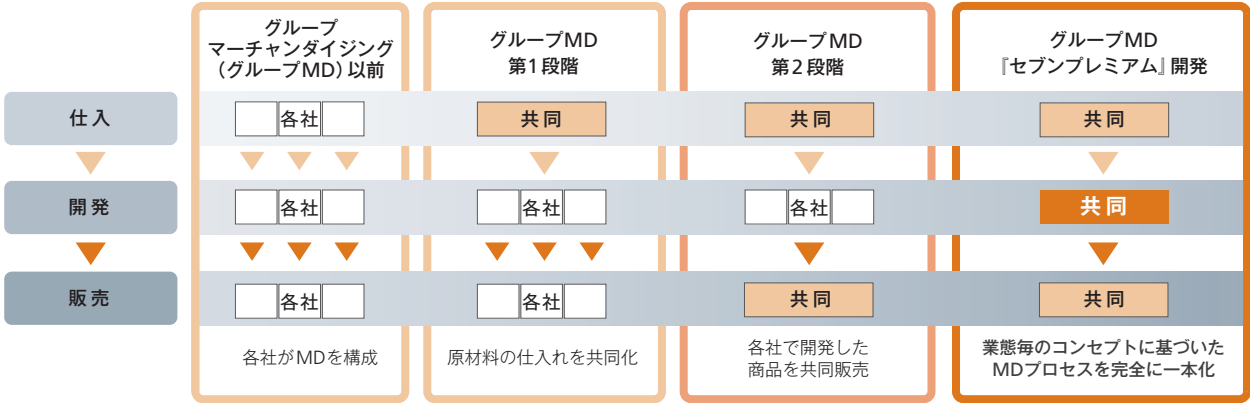 グループ
マーチャンダイジング
（グループMD）以前
グループMD
第1段階
グループMD
第2段階
グループMD
『セブンプレミアム』開発
仕入
各社
共同
共同
共同
開発
各社
各社
各社
共同
販売
各社
各社
共同
共同
各社がMDを構成
原材料の仕入れを共同化
各社で開発した
商品を共同販売
業態毎のコンセプトに基づいた
MDプロセスを完全に一本化